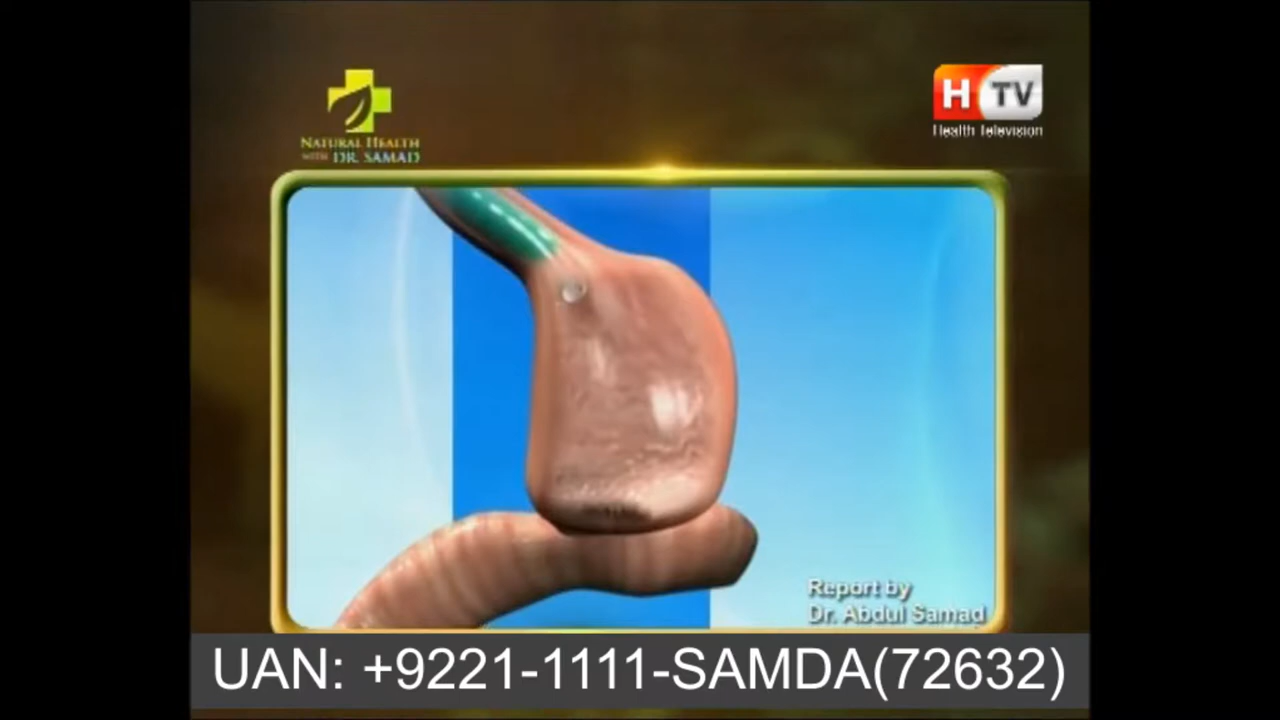 H TV
Health Television
NATURAL HEALTH
WITH DR. SAMAD
Report by
Dr. Abdul Samad
UAN: +9221-1111-SAMDA(72632)